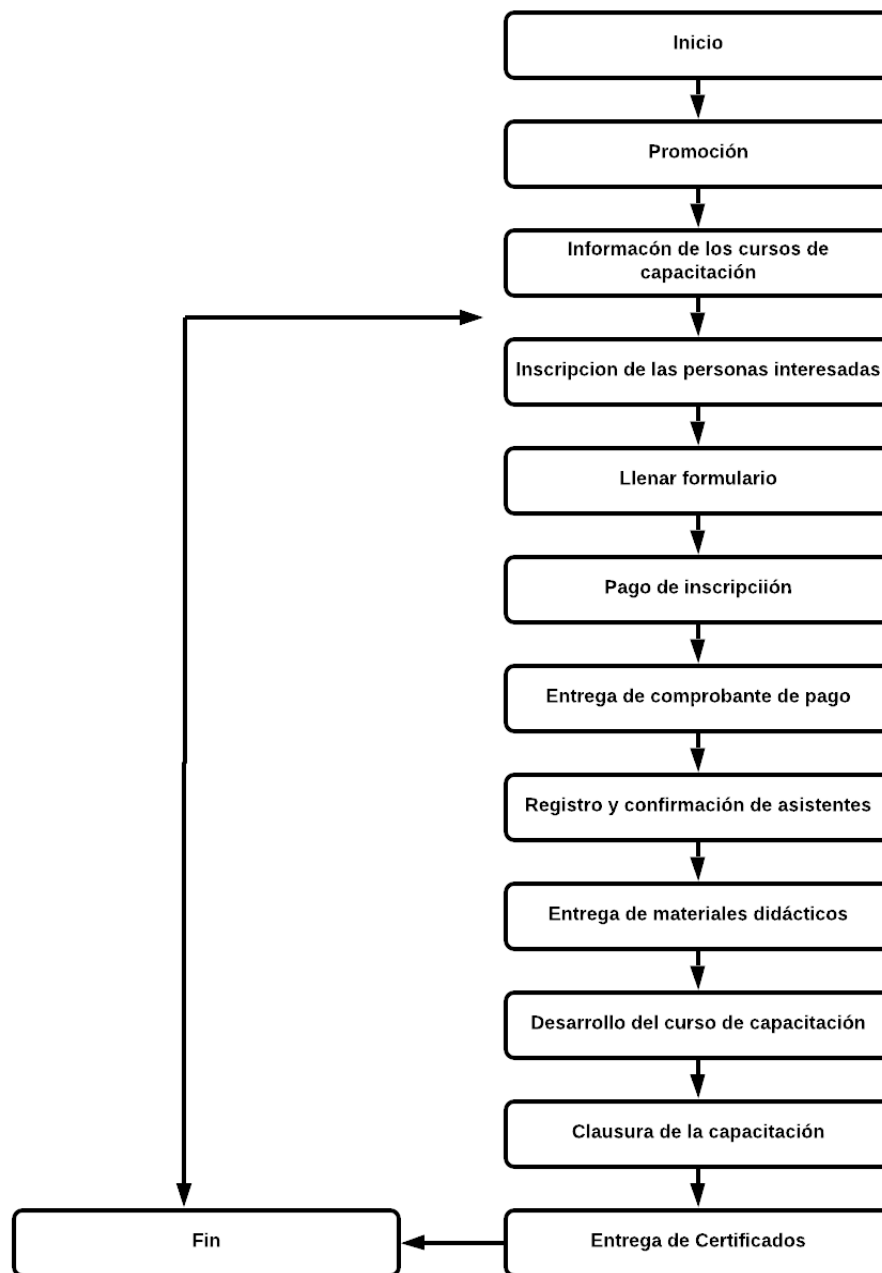 Inicio
Promoción
Informacón de los cursos de
capacitación
Inscripcion de las personas interesadas
Llenar formulario
Pago de inscripciión
Entrega de comprobante de pago
Registro y confirmación de asistentes
Entrega de materiales didácticos
Desarrollo del curso de capacitación
Clausura de la capacitación
Fin
Entrega de Certificados